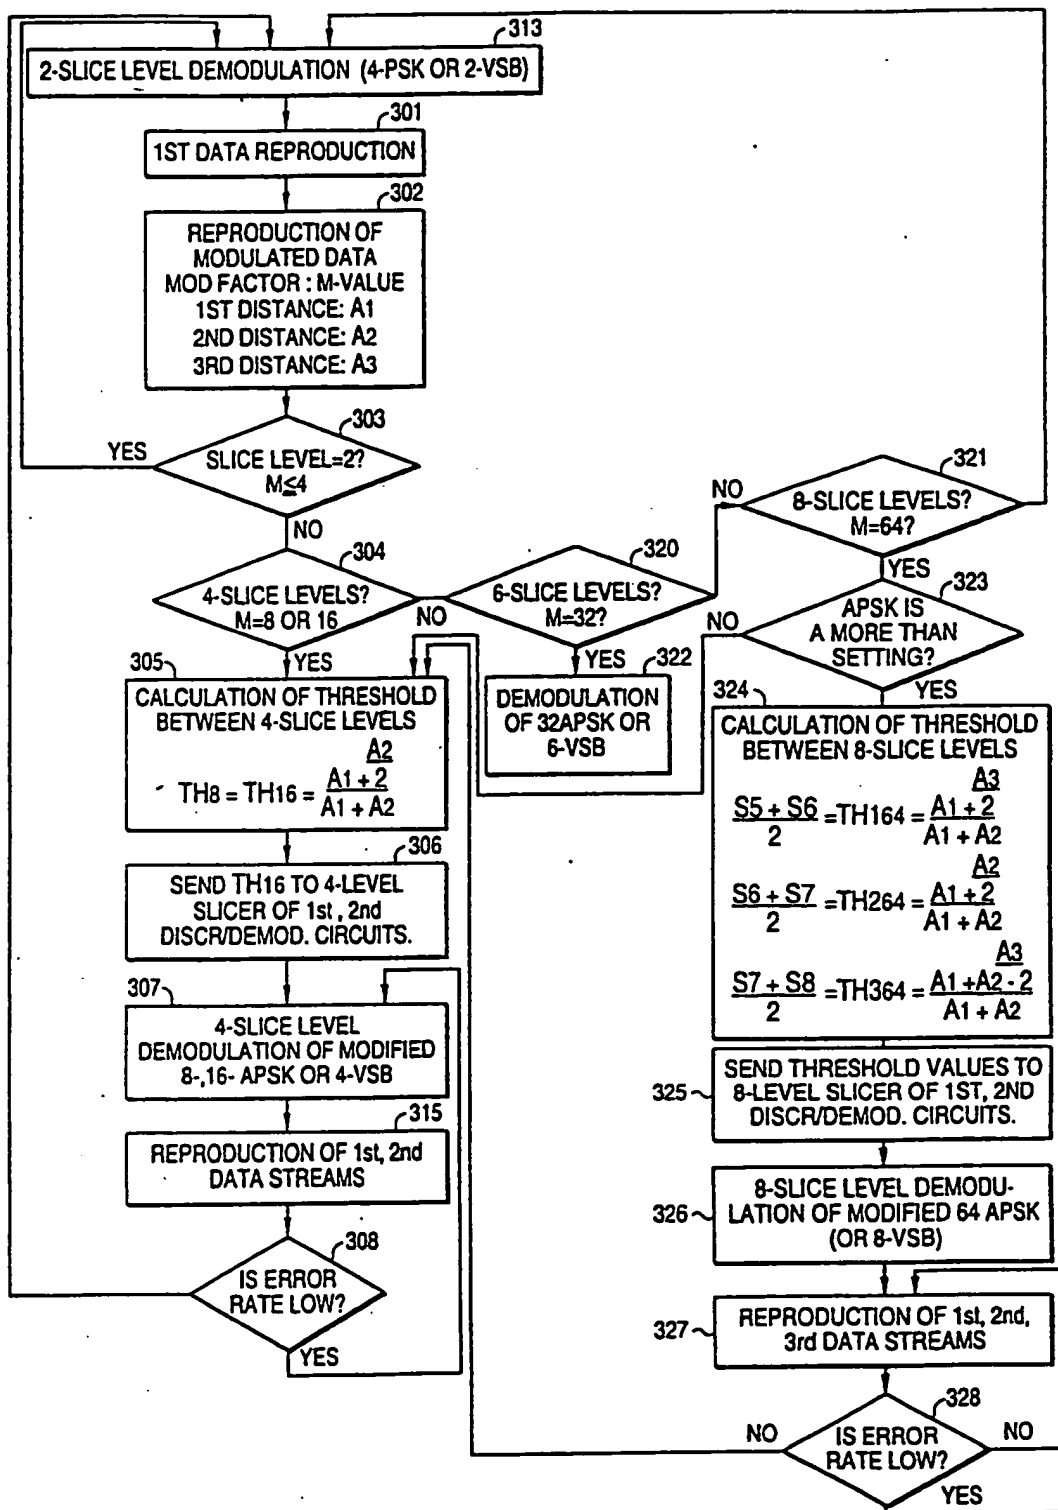 313
2-SLICE LEVEL DEMODULATION (4-PSK OR 2-VSB)
301
1ST DATA REPRODUCTION
302
REPRODUCTION OF
MODULATED DATA
MOD FACTOR : M-VALUE
1ST DISTANCE: A1
2ND DISTANCE: A2
3RD DISTANCE: A3
303
YES
SLICE LEVEL=2?
M≤4
NO
304
4-SLICE LEVELS?
M=8 OR 16
NO
YES
320
6-SLICE LEVELS?
M=32?
NO
YES
321
8-SLICE LEVELS?
M=64?
YES
323
NO
APSK IS
A MORE THAN
SETTING?
YES
322
DEMODULATION
OF 32APSK OR
6-VSB
305
CALCULATION OF THRESHOLD
BETWEEN 4-SLICE LEVELS
A2
TH8 = TH16 = A1 + 2
A1 + A2
306
SEND TH16 TO 4-LEVEL
SLICER OF 1st, 2nd
DISCR/DEMOD. CIRCUITS.
307
4-SLICE LEVEL
DEMODULATION OF MODIFIED
8-,16- APSK OR 4-VSB
315
REPRODUCTION OF 1st, 2nd
DATA STREAMS
308
IS ERROR
RATE LOW?
YES
324
CALCULATION OF THRESHOLD
BETWEEN 8-SLICE LEVELS
A3
S5 + S6 =TH164 = A1 + 2
2 A1 + A2
A2
S6 + S7 =TH264 = A1 + 2
2 A1 + A2
A3
S7 + S8 =TH364 = A1 +A2 - 2
2 A1 + A2
325
SEND THRESHOLD VALUES TO
8-LEVEL SLICER OF 1ST, 2ND
DISCR/DEMOD. CIRCUITS.
326
8-SLICE LEVEL DEMODU-
LATION OF MODIFIED 64 APSK
(OR 8-VSB)
327
REPRODUCTION OF 1st, 2nd,
3rd DATA STREAMS
328
NO
IS ERROR
RATE LOW?
NO
YES